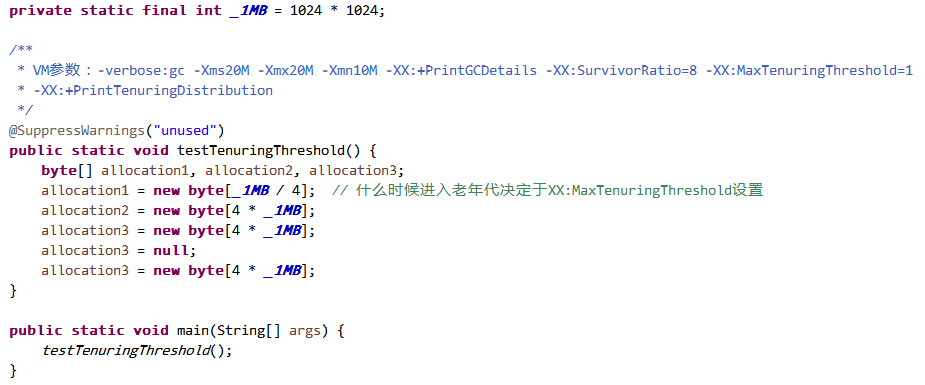 private static final int _1MB = 1024 * 1024;
/**
 * VM参数：-verbose:gc -Xms20M -Xmx20M -Xmn10M -XX:+PrintGCDetails -XX:SurvivorRatio=8 -XX:MaxTenuringThreshold=1
 * -XX:+PrintTenuringDistribution
 */
@SuppressWarnings("unused")
public static void testTenuringThreshold() {
    byte[] allocation1, allocation2, allocation3;
    allocation1 = new byte[_1MB / 4];  // 什么时候进入老年代决定于XX:MaxTenuringThreshold设置
    allocation2 = new byte[4 * _1MB];
    allocation3 = new byte[4 * _1MB];
    allocation3 = null;
    allocation3 = new byte[4 * _1MB];
}
public static void main(String[] args) {
    testTenuringThreshold();
}